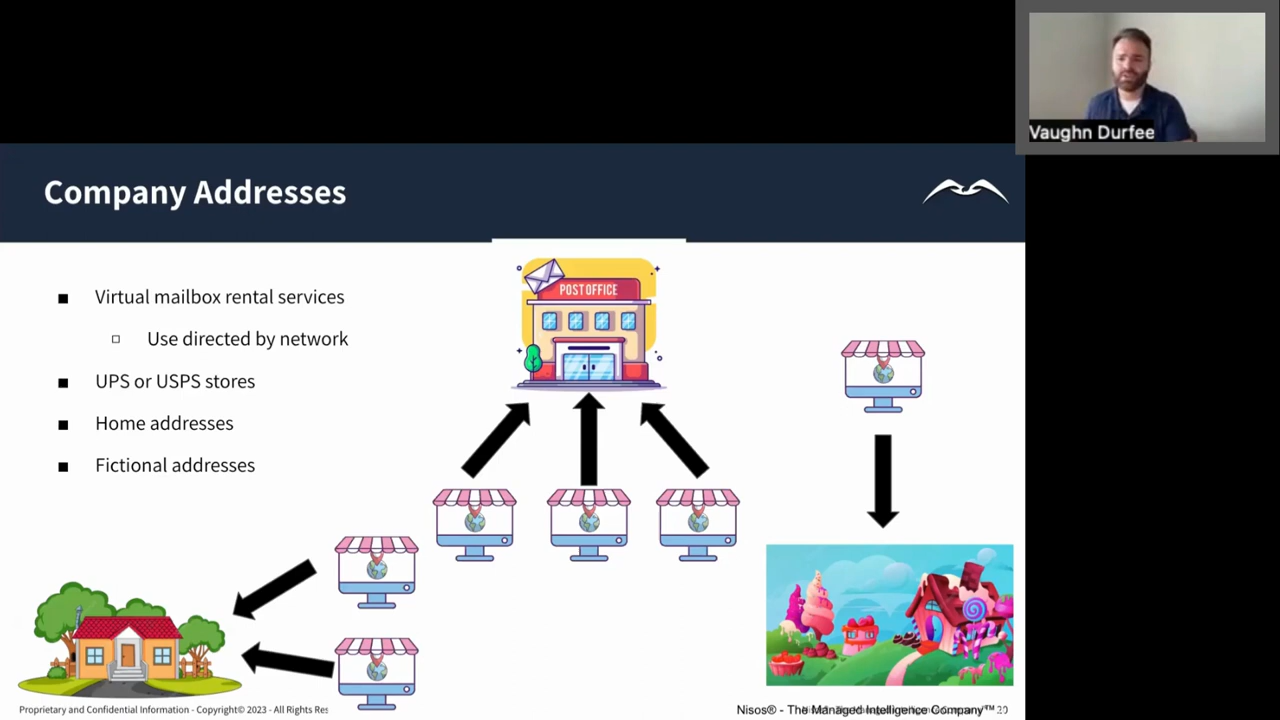 Vaughn Durfee
Company Addresses
Virtual mailbox rental services
Use directed by network
UPS or USPS stores
Home addresses
Fictional addresses
POST OFFICE
Proprietary and Confidential Information - Copyright© 2023 - All Rights Res
Nisos® - The Managed Intelligence Company™ 20